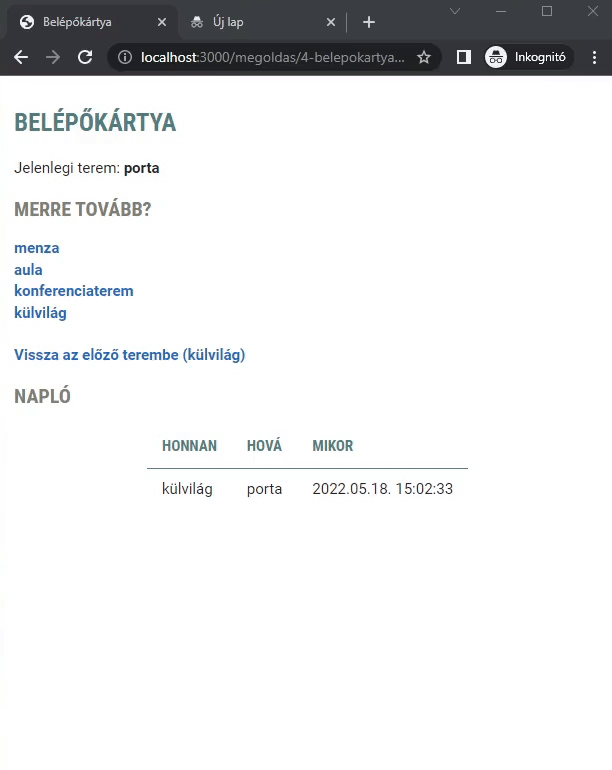 Belépőkártya
Új lap
localhost:3000/megoldas/4-belepokartya...
Inkognitó
BELÉPŐKÁRTYA
Jelenlegi terem: porta
MERRE TOVÁBB?
menza
aula
konferenciaterem
külvilág
Vissza az előző terembe (külvilág)
NAPLÓ
HONNAN HOVÁ MIKOR
külvilág porta 2022.05.18. 15:02:33